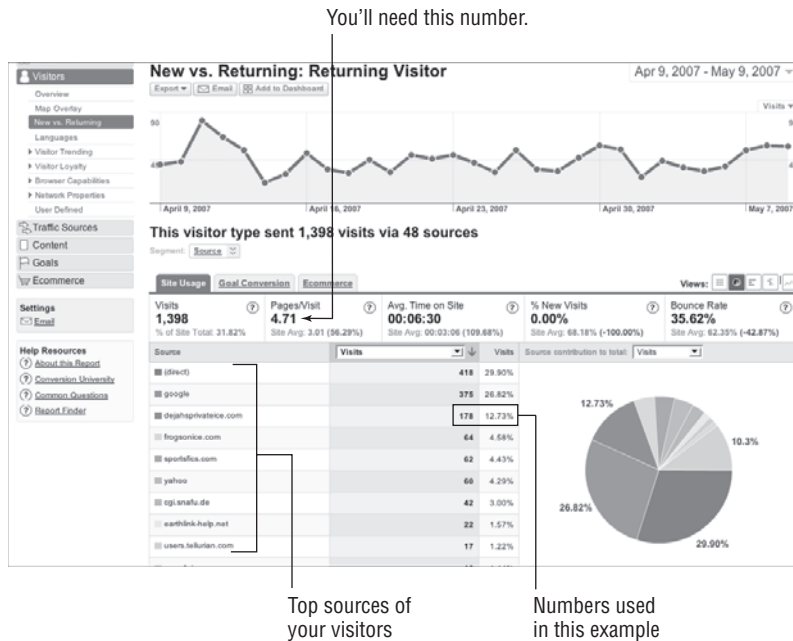 You'll need this number.
Visitors
Overview
Map Overlay
New vs. Returning
Languages
Visitor Trending
Visitor Loyalty
Browser Capabilities
Network Properties
User Defined
Traffic Sources
Content
Goals
Ecommerce
Settings
Email
Help Resources
About this Report
Conversion University
Common Questions
Report Finder
New vs. Returning: Returning Visitor
Apr 9, 2007 - May 9, 2007
Export Email Add to Dashboard
Visits
90
April 9, 2007 April 16, 2007 April 23, 2007 April 30, 2007 May 7, 2007
This visitor type sent 1,398 visits via 48 sources
Segment: Source
Site Usage Goal Conversion Ecommerce Views:
Visits Pages/Visit Avg. Time on Site % New Visits Bounce Rate
1,398 4.71 00:06:30 0.00% 35.62%
% of Site Total: 31.82% Site Avg: 3.01 (56.29%) Site Avg: 00:03:06 (109.68%) Site Avg: 68.18% (-100.00%) Site Avg: 62.35% (-42.87%)
Source Visits Visits Source contribution to total: Visits
(direct) 418 29.90%
google 375 26.82%
dejahsprivateice.com 178 12.73%
frogsonice.com 64 4.58%
sportsfics.com 62 4.43%
yahoo 60 4.29%
cgi.snafu.de 42 3.00%
earthlink-help.net 22 1.57%
users.tellurian.com 17 1.22%
12.73%
10.3%
26.82%
29.90%
Top sources of
your visitors
Numbers used
in this example